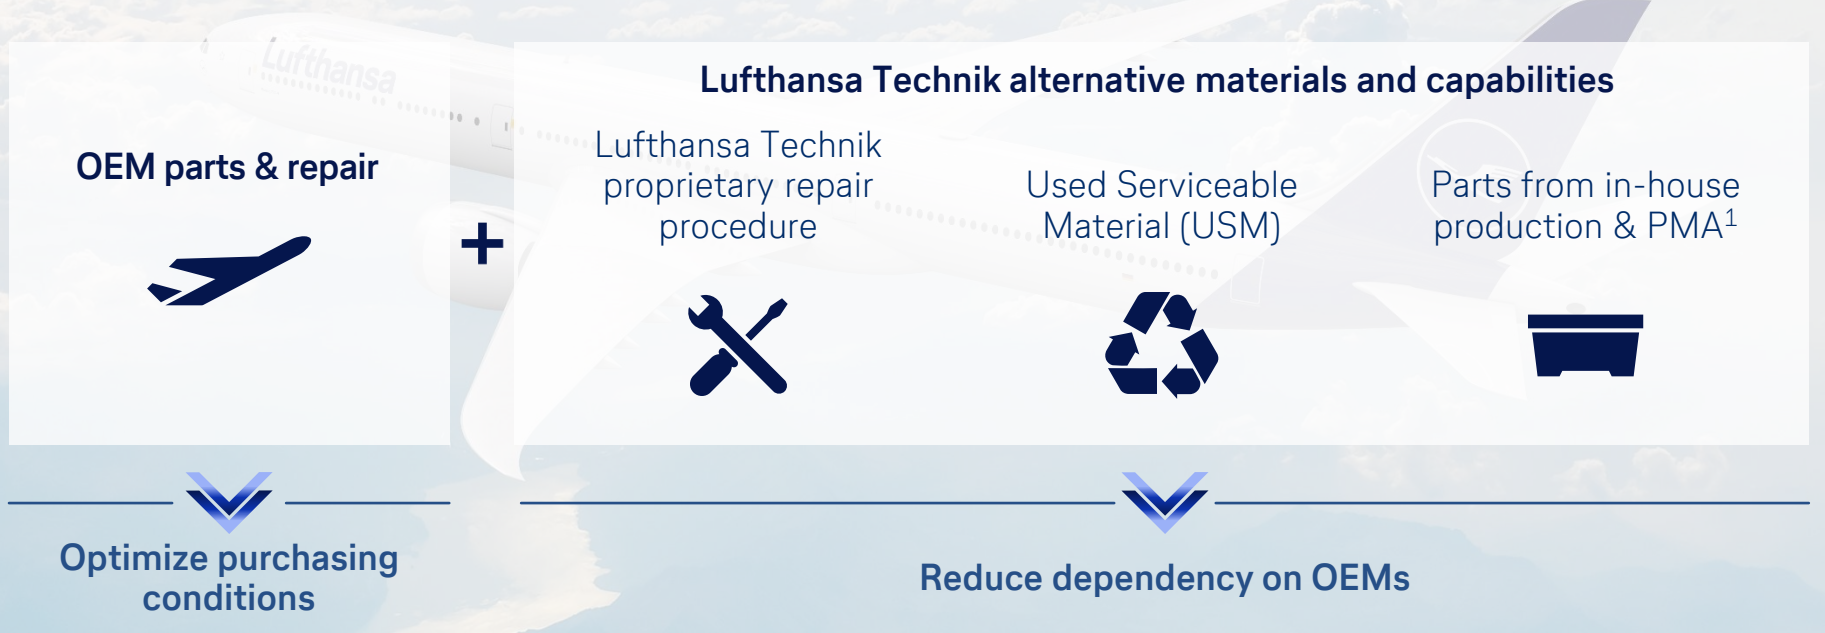 Lufthansa
OEM parts & repair
+
Lufthansa Technik alternative materials and capabilities
Lufthansa Technik
proprietary repair
procedure
Used Serviceable
Material (USM)
Parts from in-house
production & PMA¹
Optimize purchasing
conditions
Reduce dependency on OEMs